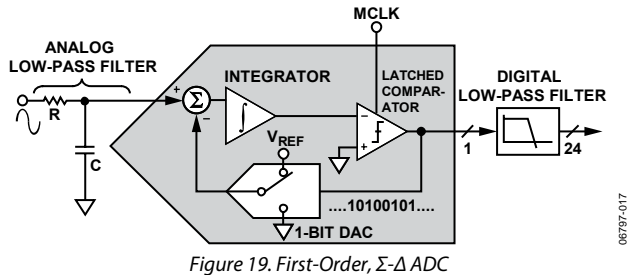 MCLK
ANALOG
LOW-PASS FILTER
R
C
+
Σ
–
INTEGRATOR
∫
LATCHED
COMPAR-
ATOR
–
+
VREF
....10100101....
1-BIT DAC
1
DIGITAL
LOW-PASS FILTER
24
06797-017
Figure 19. First-Order, Σ-Δ ADC